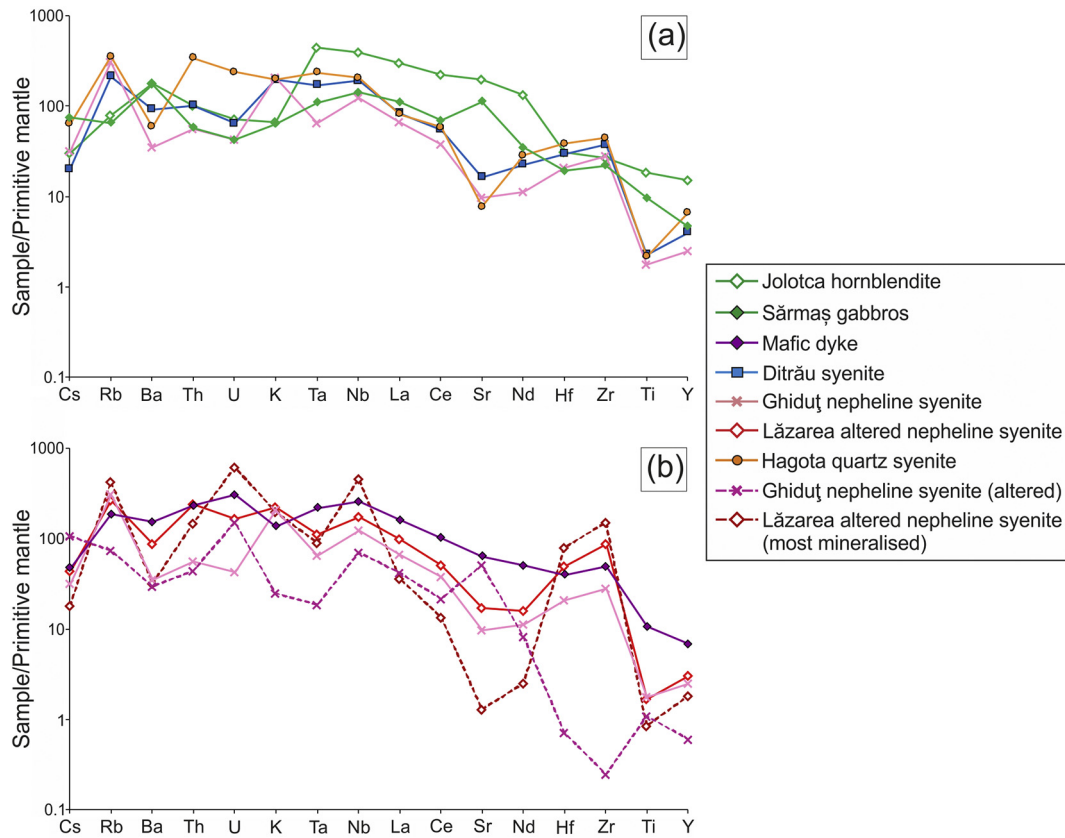 (a)
Sample/Primitive mantle
1000
100
10
1
0.1
Cs Rb Ba Th U K Ta Nb La Ce Sr Nd Hf Zr Ti Y
Jolotca hornblendite
Sărmaș gabbros
Mafic dyke
Ditrău syenite
Ghiduţ nepheline syenite
Lăzarea altered nepheline syenite
Hagota quartz syenite
Ghiduţ nepheline syenite (altered)
Lăzarea altered nepheline syenite
(most mineralised)
(b)
Sample/Primitive mantle
1000
100
10
1
0.1
Cs Rb Ba Th U K Ta Nb La Ce Sr Nd Hf Zr Ti Y